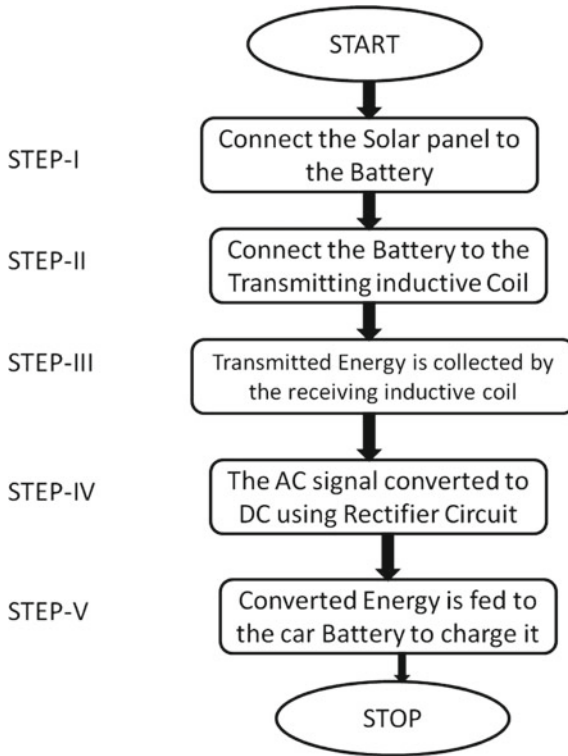 START
STEP-I
Connect the Solar panel to
the Battery
STEP-II
Connect the Battery to the
Transmitting inductive Coil
STEP-III
Transmitted Energy is collected by
the receiving inductive coil
STEP-IV
The AC signal converted to
DC using Rectifier Circuit
STEP-V
Converted Energy is fed to
the car Battery to charge it
STOP